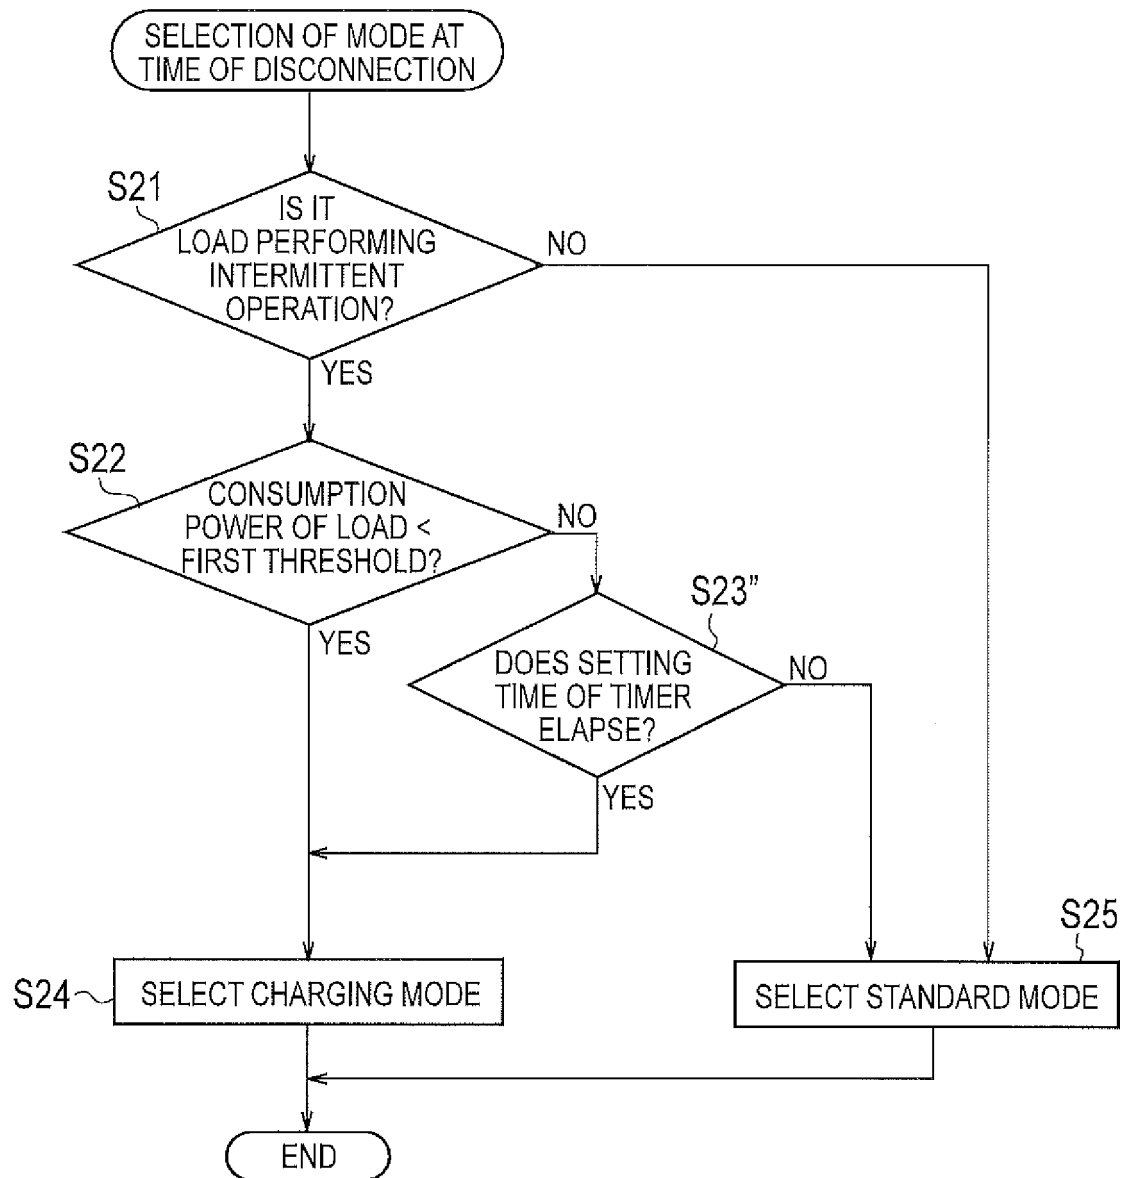 SELECTION OF MODE AT
TIME OF DISCONNECTION
S21
IS IT
LOAD PERFORMING
INTERMITTENT
OPERATION?
NO
YES
S22
CONSUMPTION
POWER OF LOAD <
FIRST THRESHOLD?
NO
YES
S23”
DOES SETTING
TIME OF TIMER
ELAPSE?
NO
YES
S24
SELECT CHARGING MODE
S25
SELECT STANDARD MODE
END